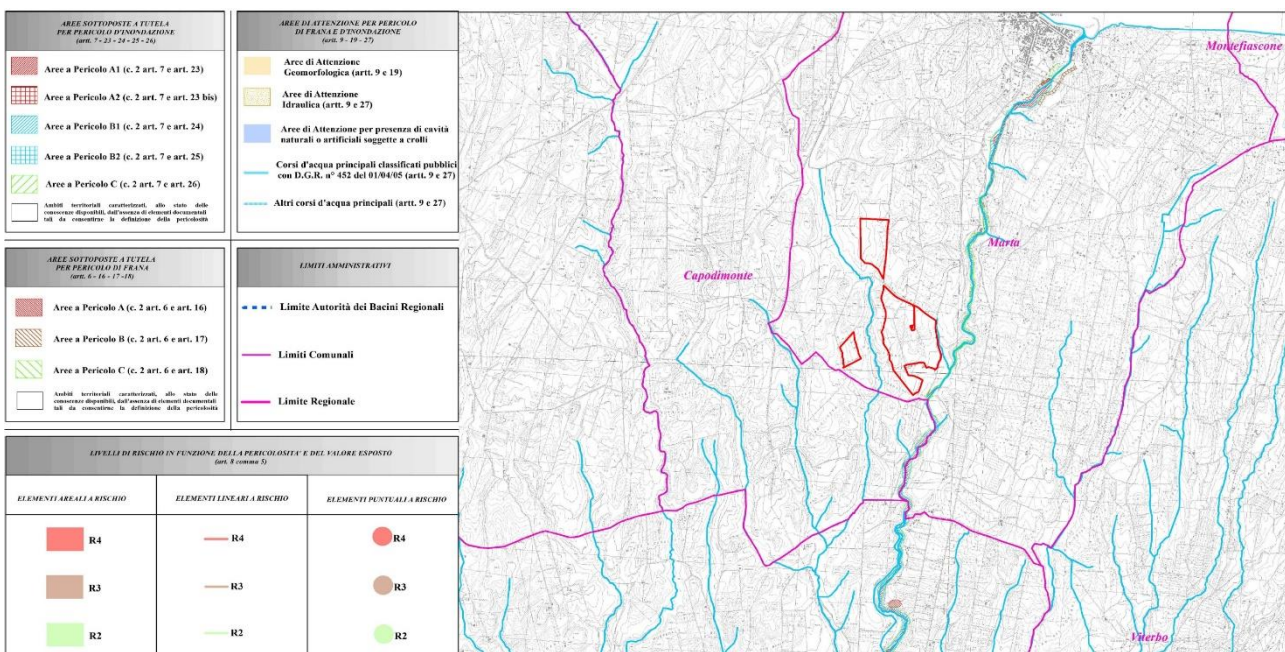 AREE SOTTOPOSTE A TUTELA
PER PERICOLO D'INONDAZIONE
(artt. 7 - 23 - 24 - 25 - 26)
Aree a Pericolo A1 (c. 2 art. 7 e art. 23)
Aree a Pericolo A2 (c. 2 art. 7 e art. 23 bis)
Aree a Pericolo B1 (c. 2 art. 7 e art. 24)
Aree a Pericolo B2 (c. 2 art. 7 e art. 25)
Aree a Pericolo C (c. 2 art. 7 e art. 26)
Ambiti territoriali caratterizzati, allo stato delle
conoscenze disponibili, dall'assenza di elementi documentali
tali da consentirne la definizione della pericolosità
AREE DI ATTENZIONE PER PERICOLO
DI FRANA E D'INONDAZIONE
(artt. 9 - 19 - 27)
Aree di Attenzione
Geomorfologica (artt. 9 e 19)
Aree di Attenzione
Idraulica (artt. 9 e 27)
Aree di Attenzione per presenza di cavità
naturali o artificiali soggette a crolli
Corsi d'acqua principali classificati pubblici
con D.G.R. n° 452 del 01/04/05 (artt. 9 e 27)
Altri corsi d'acqua principali (artt. 9 e 27)
AREE SOTTOPOSTE A TUTELA
PER PERICOLO DI FRANA
(artt. 6 - 16 - 17 -18)
Aree a Pericolo A (c. 2 art. 6 e art. 16)
Aree a Pericolo B (c. 2 art. 6 e art. 17)
Aree a Pericolo C (c. 2 art. 6 e art. 18)
Ambiti territoriali caratterizzati, allo stato delle
conoscenze disponibili, dall'assenza di elementi documentali
tali da consentirne la definizione della pericolosità
LIMITI AMMINISTRATIVI
Limite Autorità dei Bacini Regionali
Limiti Comunali
Limite Regionale
LIVELLI DI RISCHIO IN FUNZIONE DELLA PERICOLOSITA' E DEL VALORE ESPOSTO
(art. 8 comma 5)
ELEMENTI AREALI A RISCHIO
ELEMENTI LINEARI A RISCHIO
ELEMENTI PUNTUALI A RISCHIO
R4
R4
R4
R3
R3
R3
R2
R2
R2
Montefiascone
Marta
Capodimonte
Viterbo